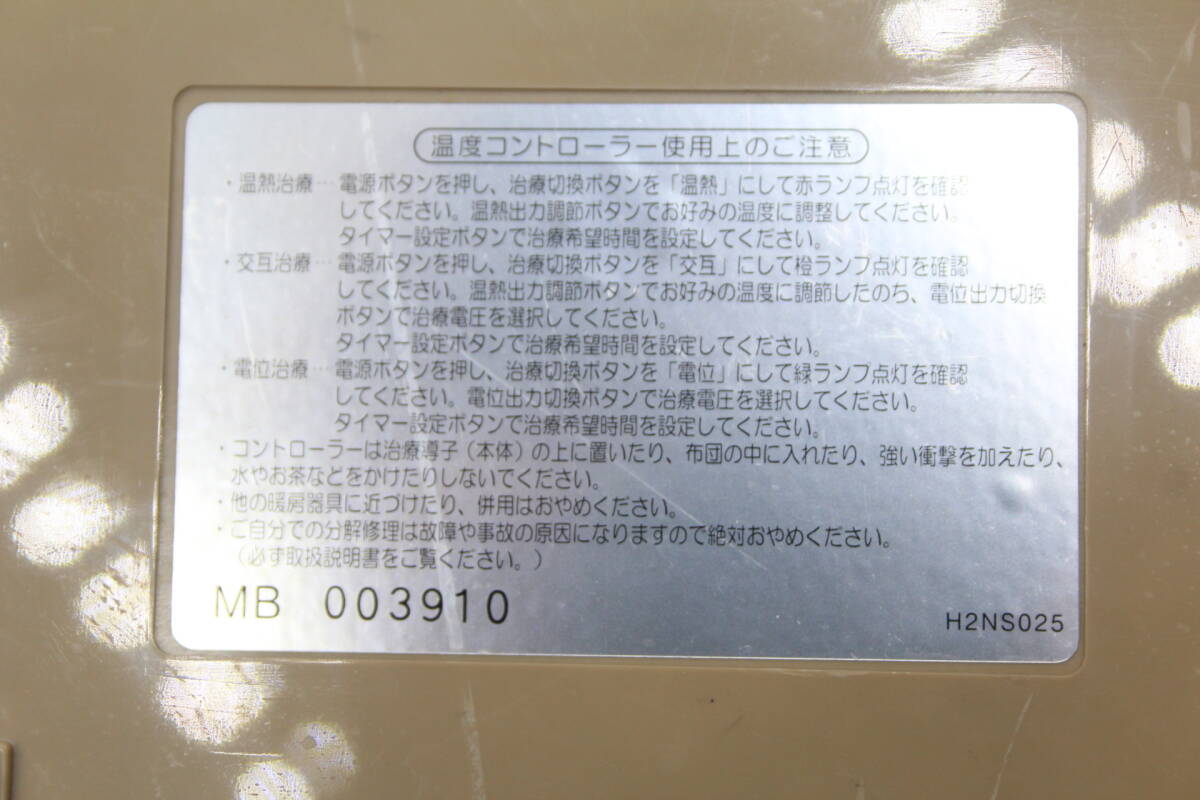 温度コントローラー使用上のご注意
・温熱治療…電源ボタンを押し、治療切換ボタンを「温熱」にして赤ランプ点灯を確認
してください。温熱出力調節ボタンでお好みの温度に調整してください。
タイマー設定ボタンで治療希望時間を設定してください。
・交互治療…電源ボタンを押し、治療切換ボタンを「交互」にして橙ランプ点灯を確認
してください。温熱出力調節ボタンでお好みの温度に調節したのち、電位出力切換
ボタンで治療電圧を選択してください。
タイマー設定ボタンで治療希望時間を設定してください。
・電位治療…電源ボタンを押し、治療切換ボタンを「電位」にして緑ランプ点灯を確認
してください。電位出力切換ボタンで治療電圧を選択してください。
タイマー設定ボタンで治療希望時間を設定してください。
・コントローラーは治療導子（本体）の上に置いたり、布団の中に入れたり、強い衝撃を加えたり、
水やお茶などをかけたりしないでください。
・他の暖房器具に近づけたり、併用はおやめください。
・ご自分での分解修理は故障や事故の原因になりますので絶対おやめください。
（必ず取扱説明書をご覧ください。）
MB 003910
H2NS025